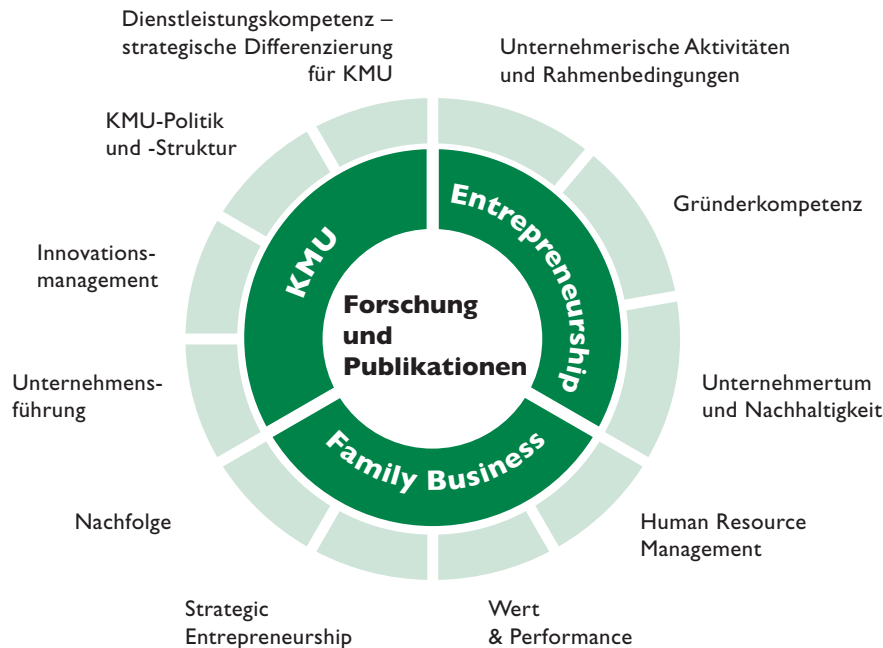 Dienstleistungskompetenz –
strategische Differenzierung
für KMU
Unternehmerische Aktivitäten
und Rahmenbedingungen
KMU-Politik
und -Struktur
Gründerkompetenz
Innovations-
management
KMU
Entrepreneurship
Forschung
und
Publikationen
Unternehmens-
führung
Unternehmertum
und Nachhaltigkeit
Family Business
Nachfolge
Human Resource
Management
Strategic
Entrepreneurship
Wert
& Performance